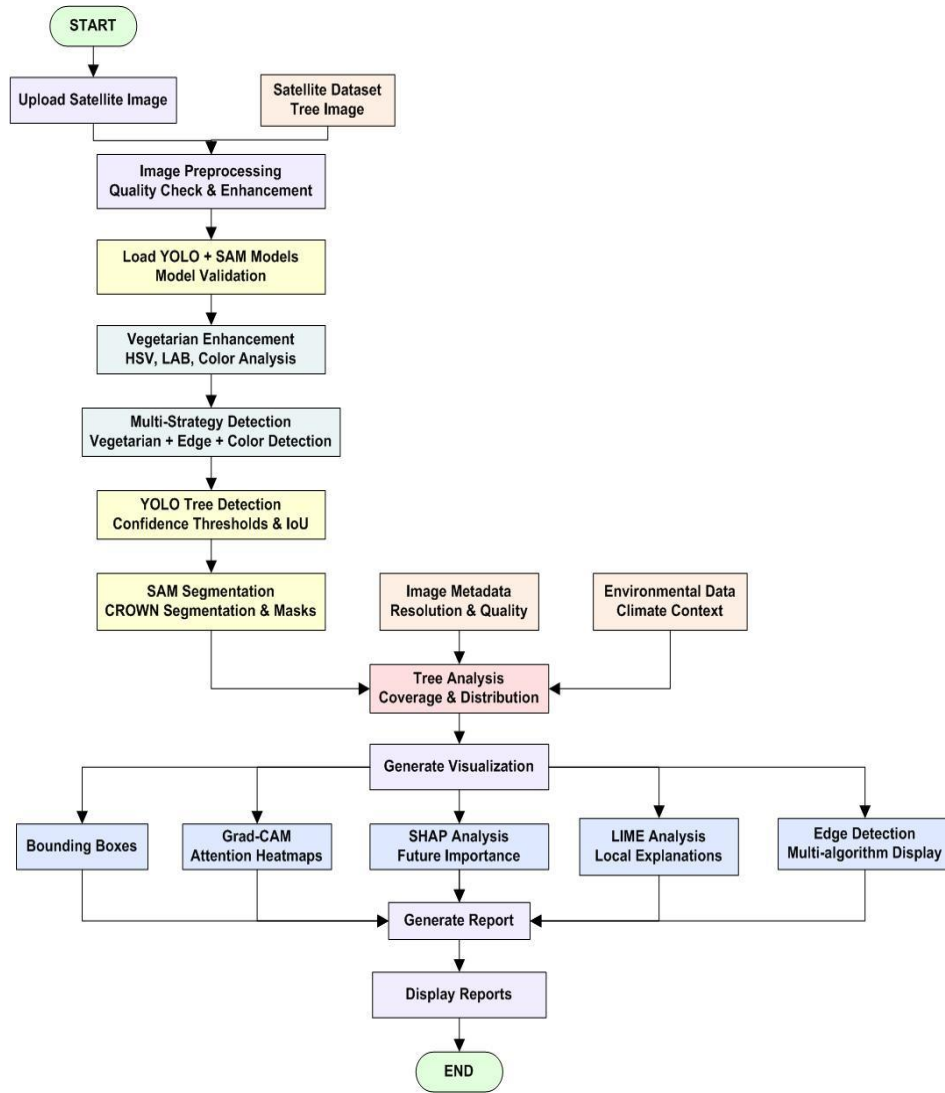 START
Upload Satellite Image
Satellite Dataset
Tree Image
Image Preprocessing
Quality Check & Enhancement
Load YOLO + SAM Models
Model Validation
Vegetarian Enhancement
HSV, LAB, Color Analysis
Multi-Strategy Detection
Vegetarian + Edge + Color Detection
YOLO Tree Detection
Confidence Thresholds & IoU
SAM Segmentation
CROWN Segmentation & Masks
Image Metadata
Resolution & Quality
Environmental Data
Climate Context
Tree Analysis
Coverage & Distribution
Generate Visualization
Bounding Boxes
Grad-CAM
Attention Heatmaps
SHAP Analysis
Future Importance
LIME Analysis
Local Explanations
Edge Detection
Multi-algorithm Display
Generate Report
Display Reports
END